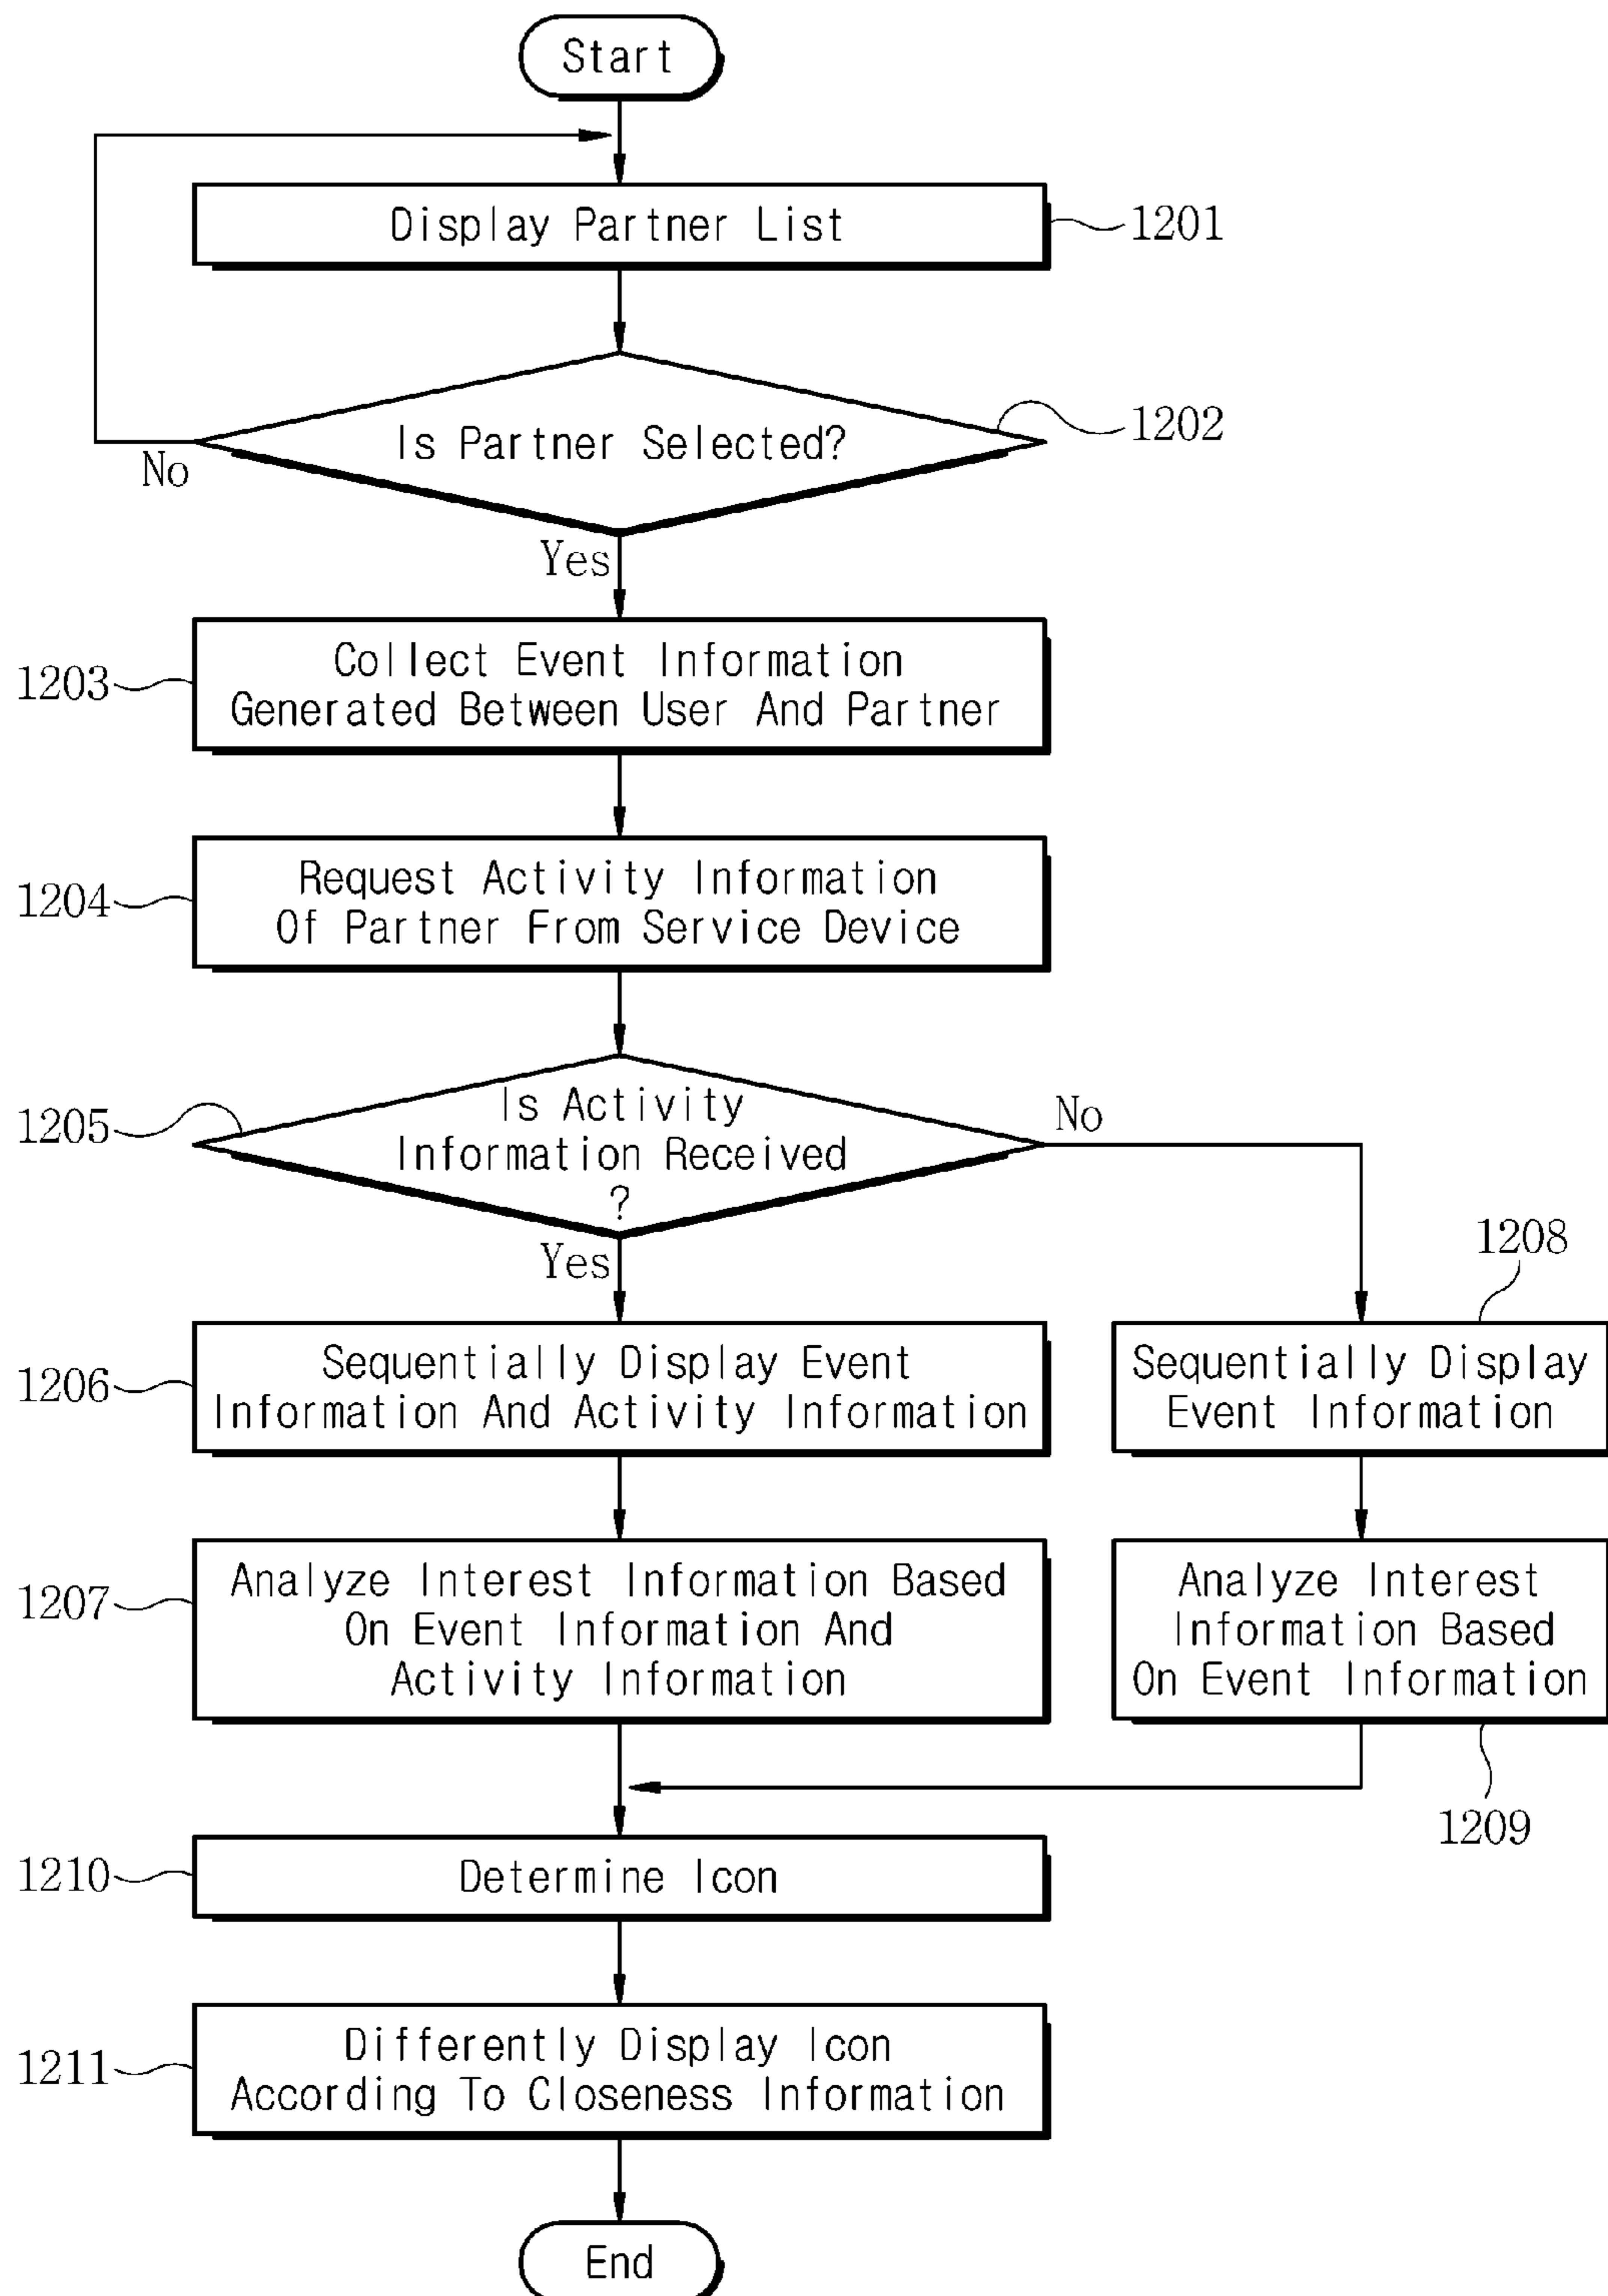 Start
Display Partner List
1201
Is Partner Selected?
1202
No
Yes
Collect Event Information
Generated Between User And Partner
1203
Request Activity Information
Of Partner From Service Device
1204
Is Activity
Information Received
?
1205
No
Yes
1208
Sequentially Display Event
Information And Activity Information
1206
Sequentially Display
Event Information
Analyze Interest Information Based
On Event Information And
Activity Information
1207
Analyze Interest
Information Based
On Event Information
1209
Determine Icon
1210
Differently Display Icon
According To Closeness Information
1211
End